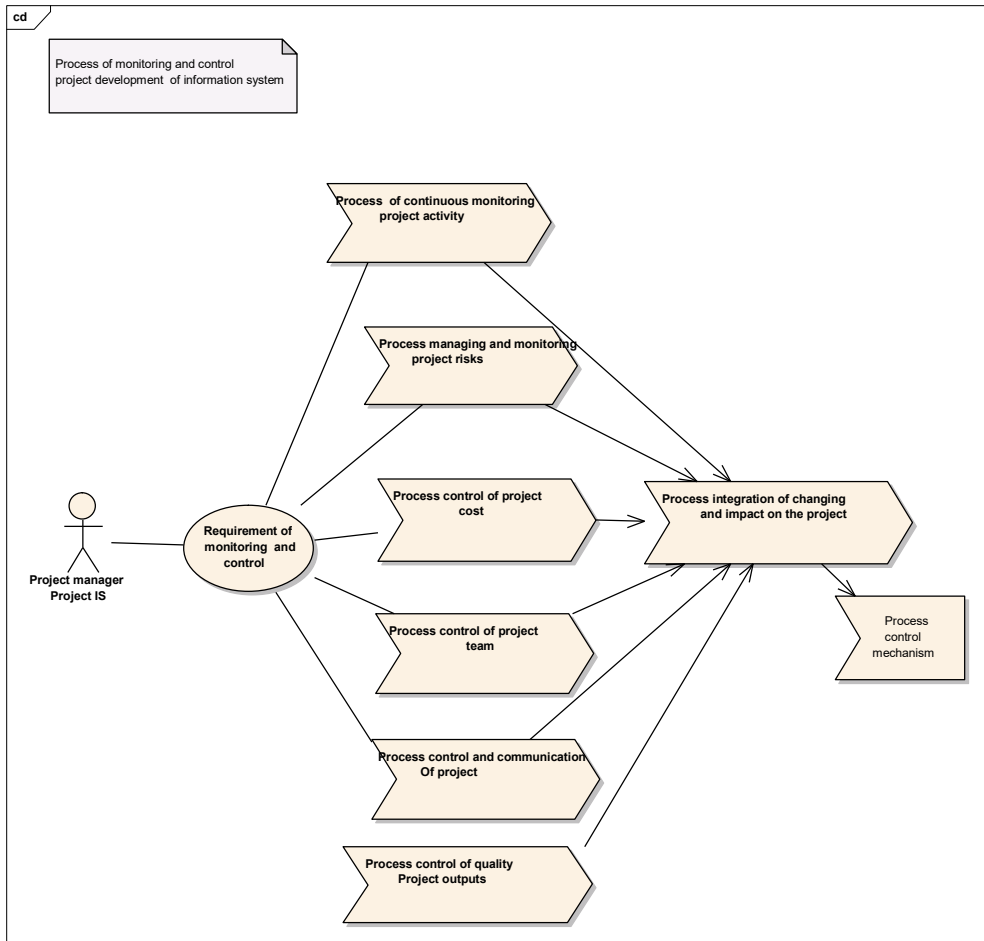 cd
Process of monitoring and control
project development of information system
Process of continuous monitoring
project activity
Process managing and monitoring
project risks
Process control of project
cost
Process integration of changing
and impact on the project
Requirement of
monitoring and
control
Project manager
Project IS
Process control of project
team
Process
control
mechanism
Process control and communication
Of project
Process control of quality
Project outputs